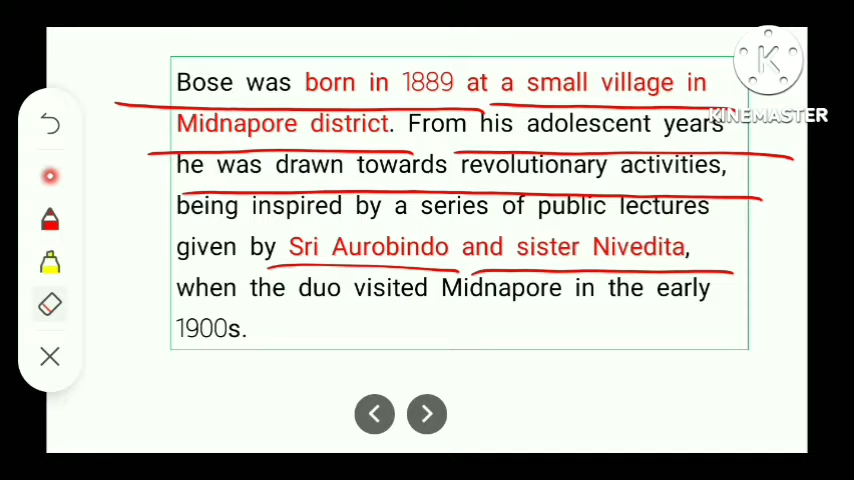 Bose was born in 1889 at a small village in
Midnapore district. From his adolescent years
he was drawn towards revolutionary activities,
being inspired by a series of public lectures
given by Sri Aurobindo and sister Nivedita,
when the duo visited Midnapore in the early
1900s.
K
KINEMASTER